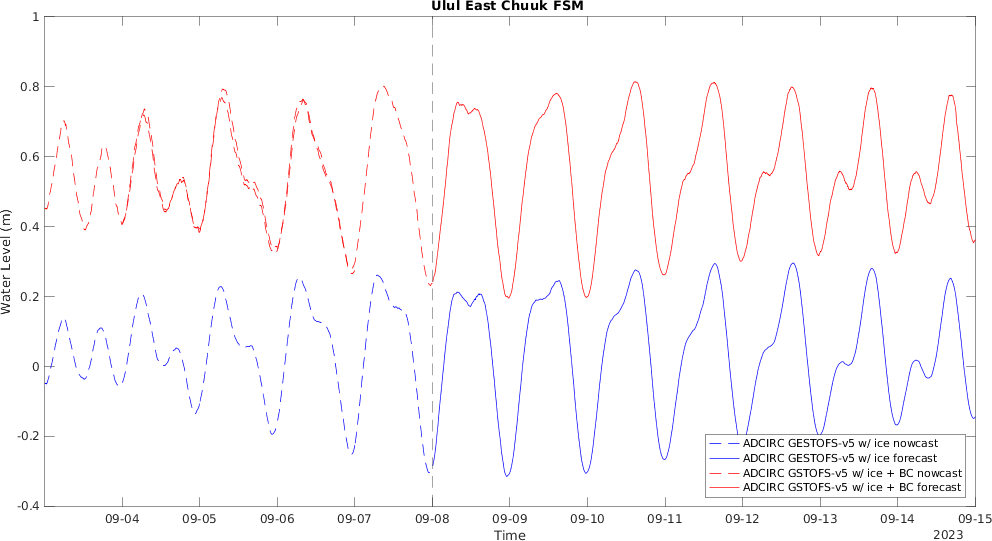 Ulul East Chuuk FSM
1
0.8
0.6
0.4
0.2
0
-0.2
-0.4
Water Level (m)
ADCIRC GESTOFS-v5 w/ ice nowcast
ADCIRC GESTOFS-v5 w/ ice forecast
ADCIRC GSTOFS-v5 w/ ice + BC nowcast
ADCIRC GSTOFS-v5 w/ ice + BC forecast
09-04 09-05 09-06 09-07 09-08 09-09 09-10 09-11 09-12 09-13 09-14 09-15
Time
2023